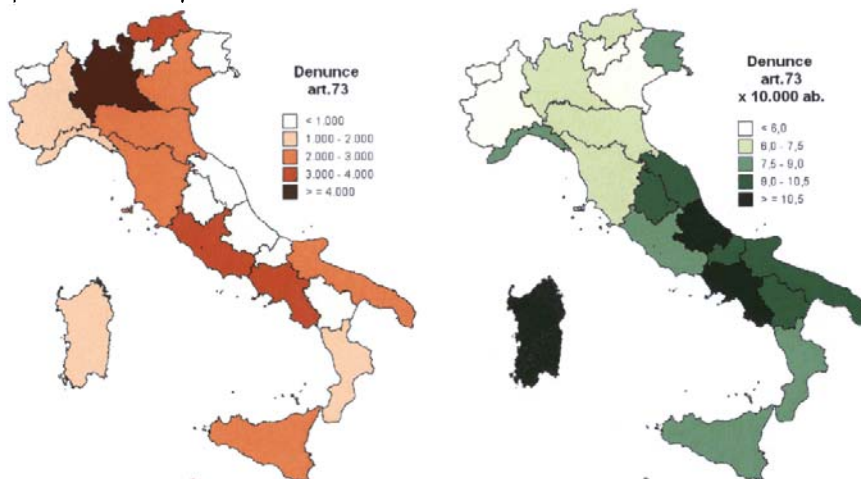 Denunce
art.73
< 1.000
1.000 - 2.000
2.000 - 3.000
3.000 - 4.000
> = 4.000
Denunce
art.73
x 10.000 ab.
< 6,0
6,0 - 7,5
7,5 - 9,0
9,0 - 10,5
> = 10,5